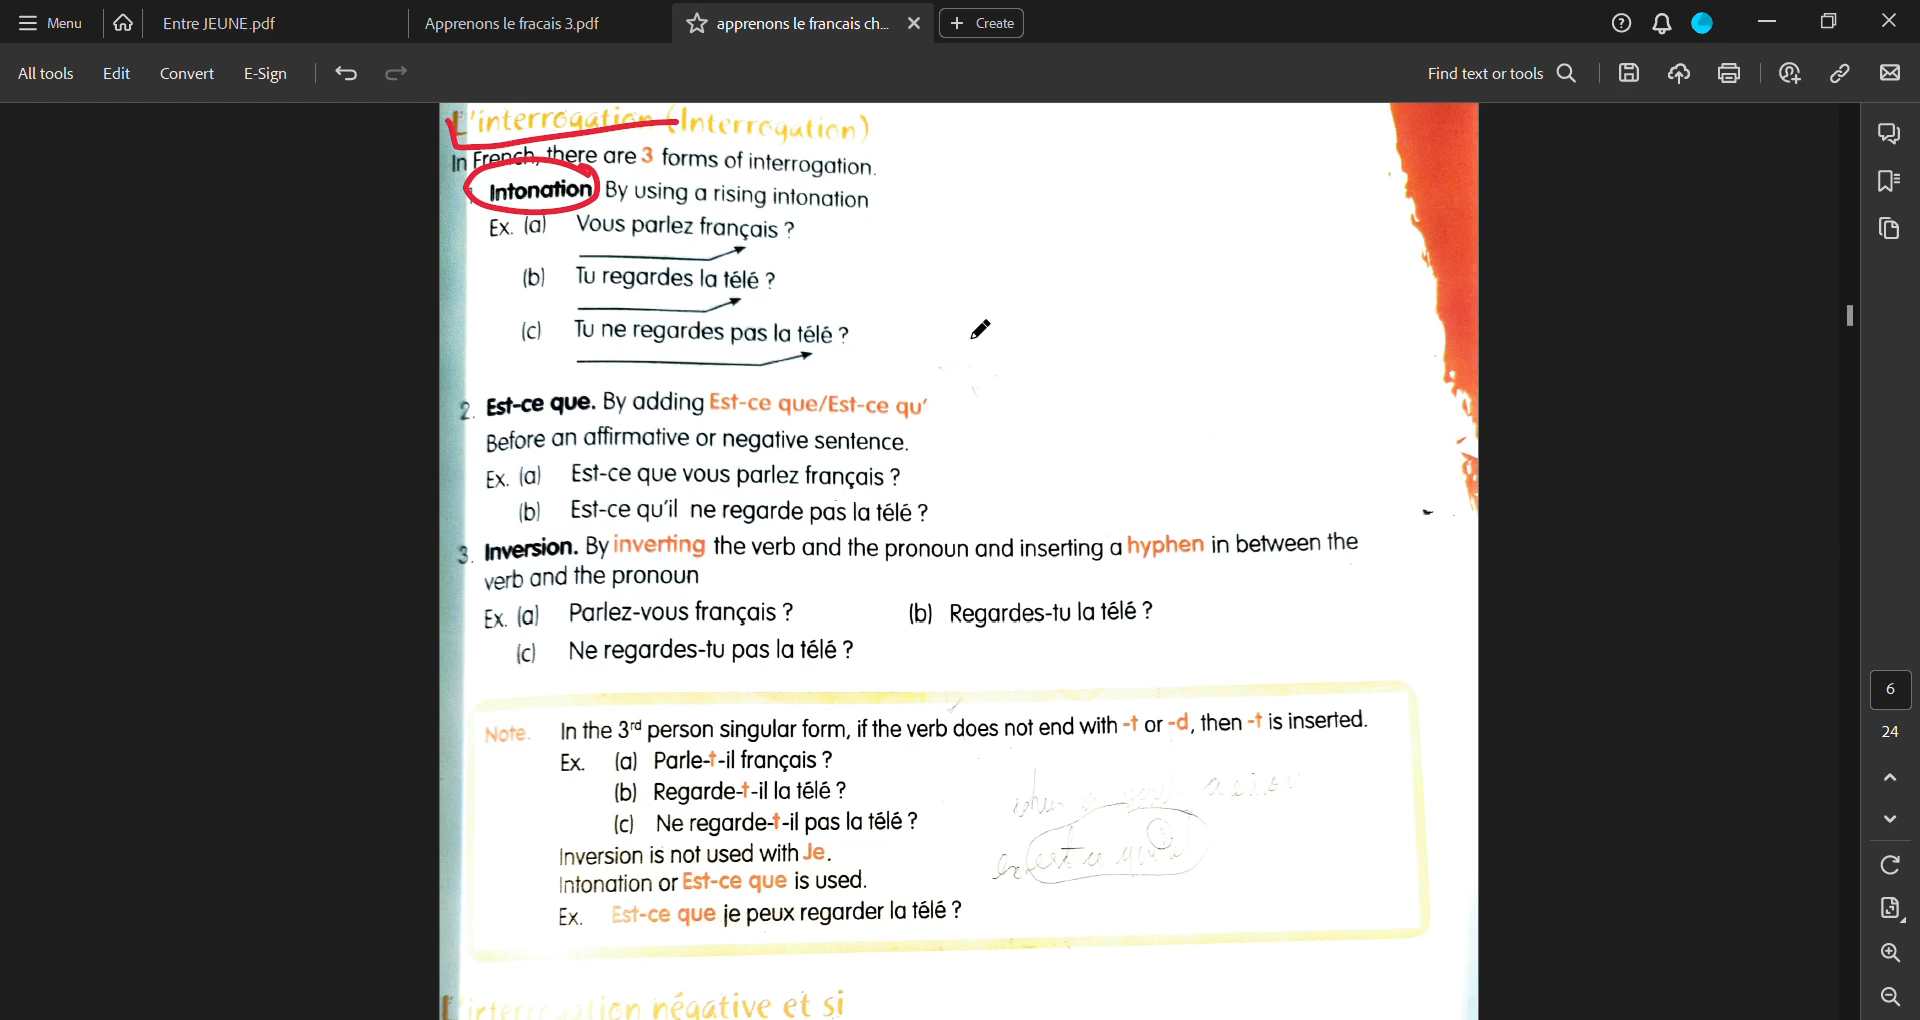 Menu
Entre JEUNE.pdf
Apprenons le fracais 3.pdf
apprenons le francais ch...
Create
All tools
Edit
Convert
E-Sign
Find text or tools
L'interrogation (Interrogation)
In French, there are 3 forms of interrogation.
Intonation By using a rising intonation
Ex. (a) Vous parlez français ?
(b) Tu regardes la télé ?
(c) Tu ne regardes pas la télé ?
2. Est-ce que. By adding Est-ce que/Est-ce qu'
Before an affirmative or negative sentence.
Ex. (a) Est-ce que vous parlez français ?
(b) Est-ce qu'il ne regarde pas la télé ?
3. Inversion. By inverting the verb and the pronoun and inserting a hyphen in between the
verb and the pronoun
Ex. (a) Parlez-vous français ? (b) Regardes-tu la télé ?
(c) Ne regardes-tu pas la télé ?
Note. In the 3rd person singular form, if the verb does not end with -t or -d, then -t is inserted.
Ex. (a) Parle-t-il français ?
(b) Regarde-t-il la télé ?
(c) Ne regarde-t-il pas la télé ?
Inversion is not used with Je.
Intonation or Est-ce que is used.
Ex. Est-ce que je peux regarder la télé ?
L'interrogation négative et si
6
24